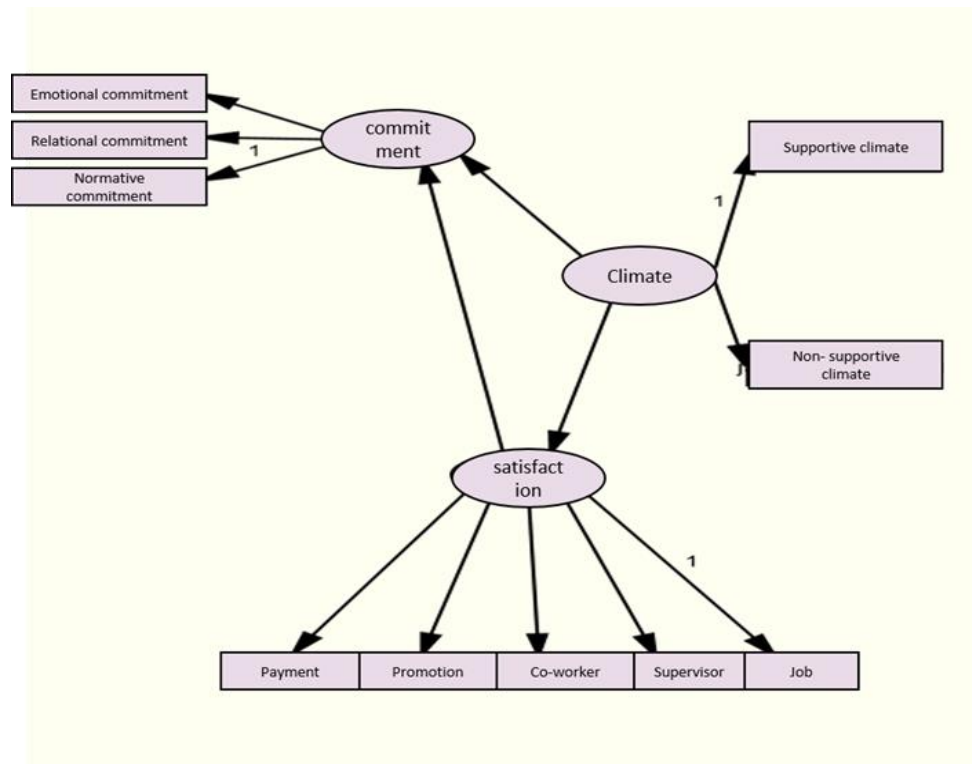 Emotional commitment
Relational commitment
1
Normative
commitment
commit
ment
Supportive climate
1
Climate
Non- supportive
climate
satisfact
ion
1
Payment
Promotion
Co-worker
Supervisor
Job